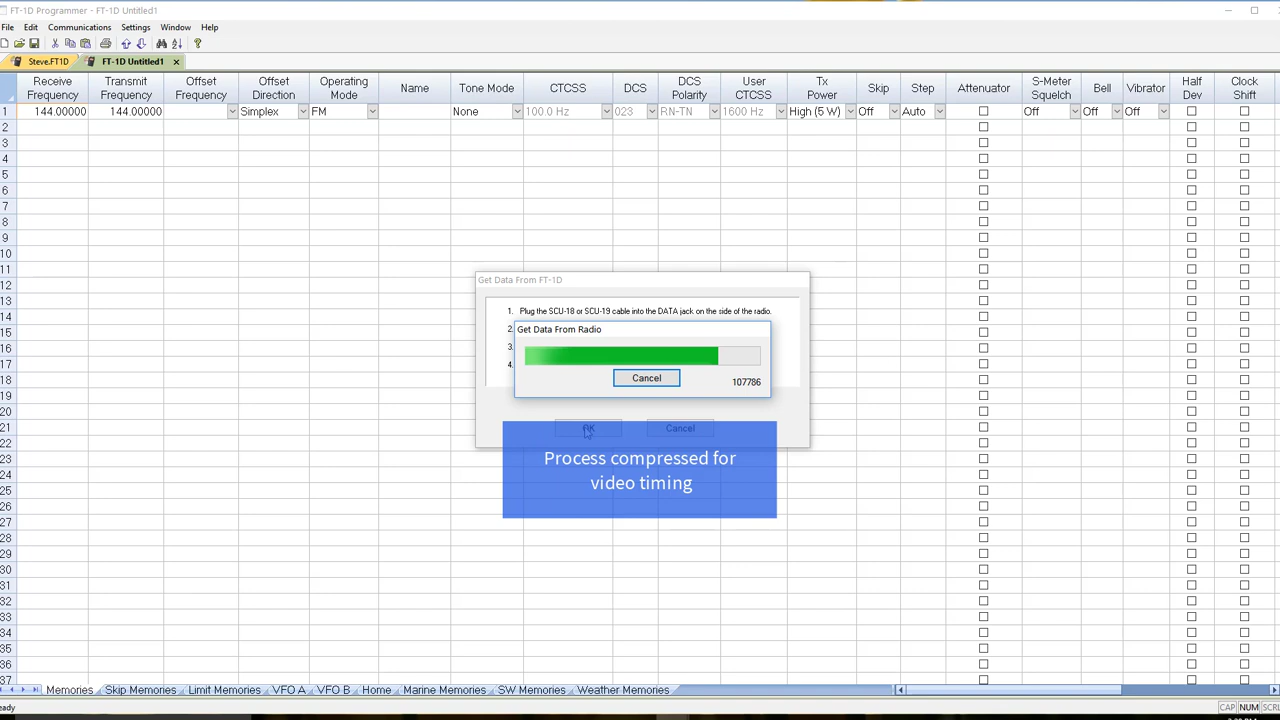 FT-1D Programmer - FT-1D Untitled1
File Edit Communications Settings Window Help
Steve.FT1D FT-1D Untitled1
Receive Frequency Transmit Frequency Offset Frequency Offset Direction Operating Mode Name Tone Mode CTCSS DCS DCS Polarity User CTCSS Tx Power Skip Step Attenuator S-Meter Squelch Bell Vibrator Half Dev Clock Shift
1 144.00000 144.00000 Simplex FM None 100.0 Hz 023 RN-TN 1600 Hz High (5 W) Off Auto Off Off Off
2
3
4
5
6
7
8
9
10
11
12
13
14
15
16
17
18
19
20
21
22
23
24
25
26
27
28
29
30
31
32
33
34
35
36
37
Get Data From FT-1D
1. Plug the SCU-18 or SCU-19 cable into the DATA jack on the side of the radio.
2.
3.
4.
Get Data From Radio
Cancel
107786
OK Cancel
Process compressed for
video timing
Memories Skip Memories Limit Memories VFO A VFO B Home Marine Memories SW Memories Weather Memories
CAP NUM SCRL